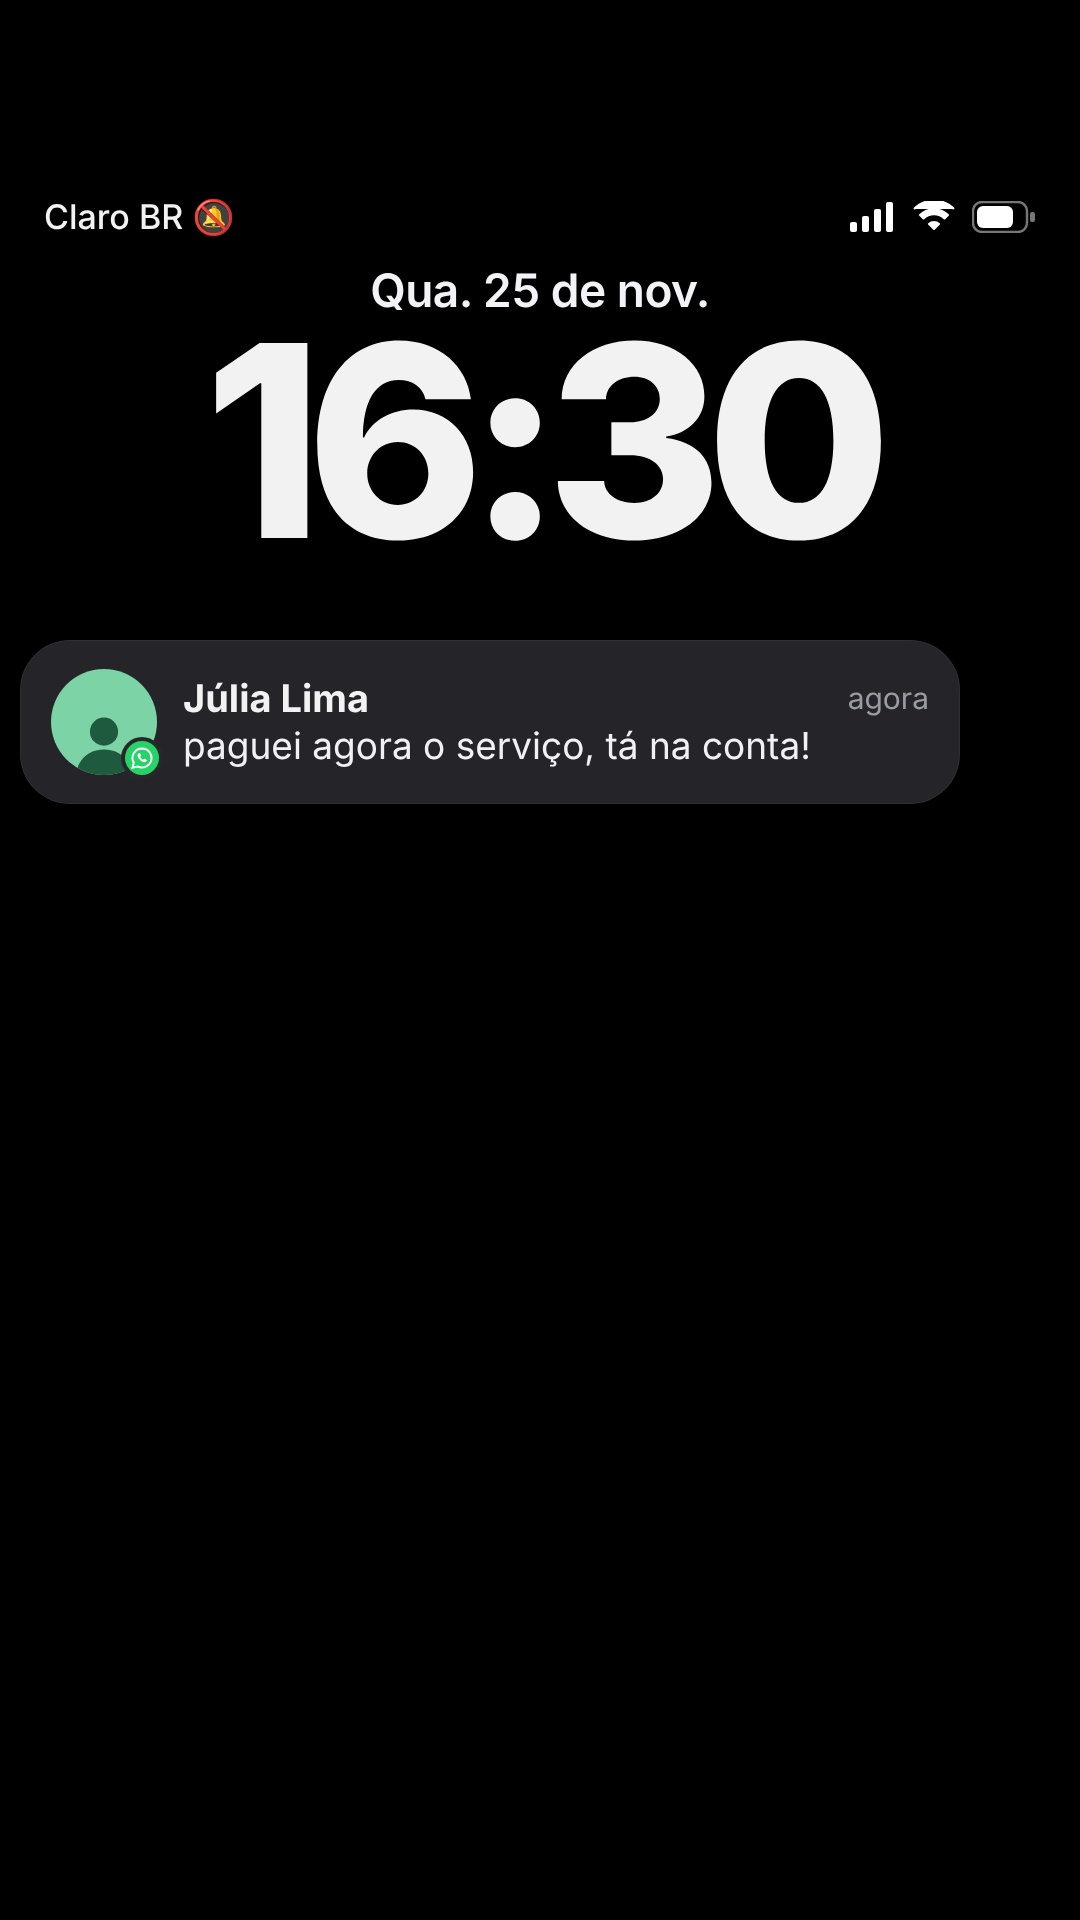 Claro BR
Qua. 25 de nov.
16:30
Júlia Lima
agora
paguei agora o serviço, tá na conta!